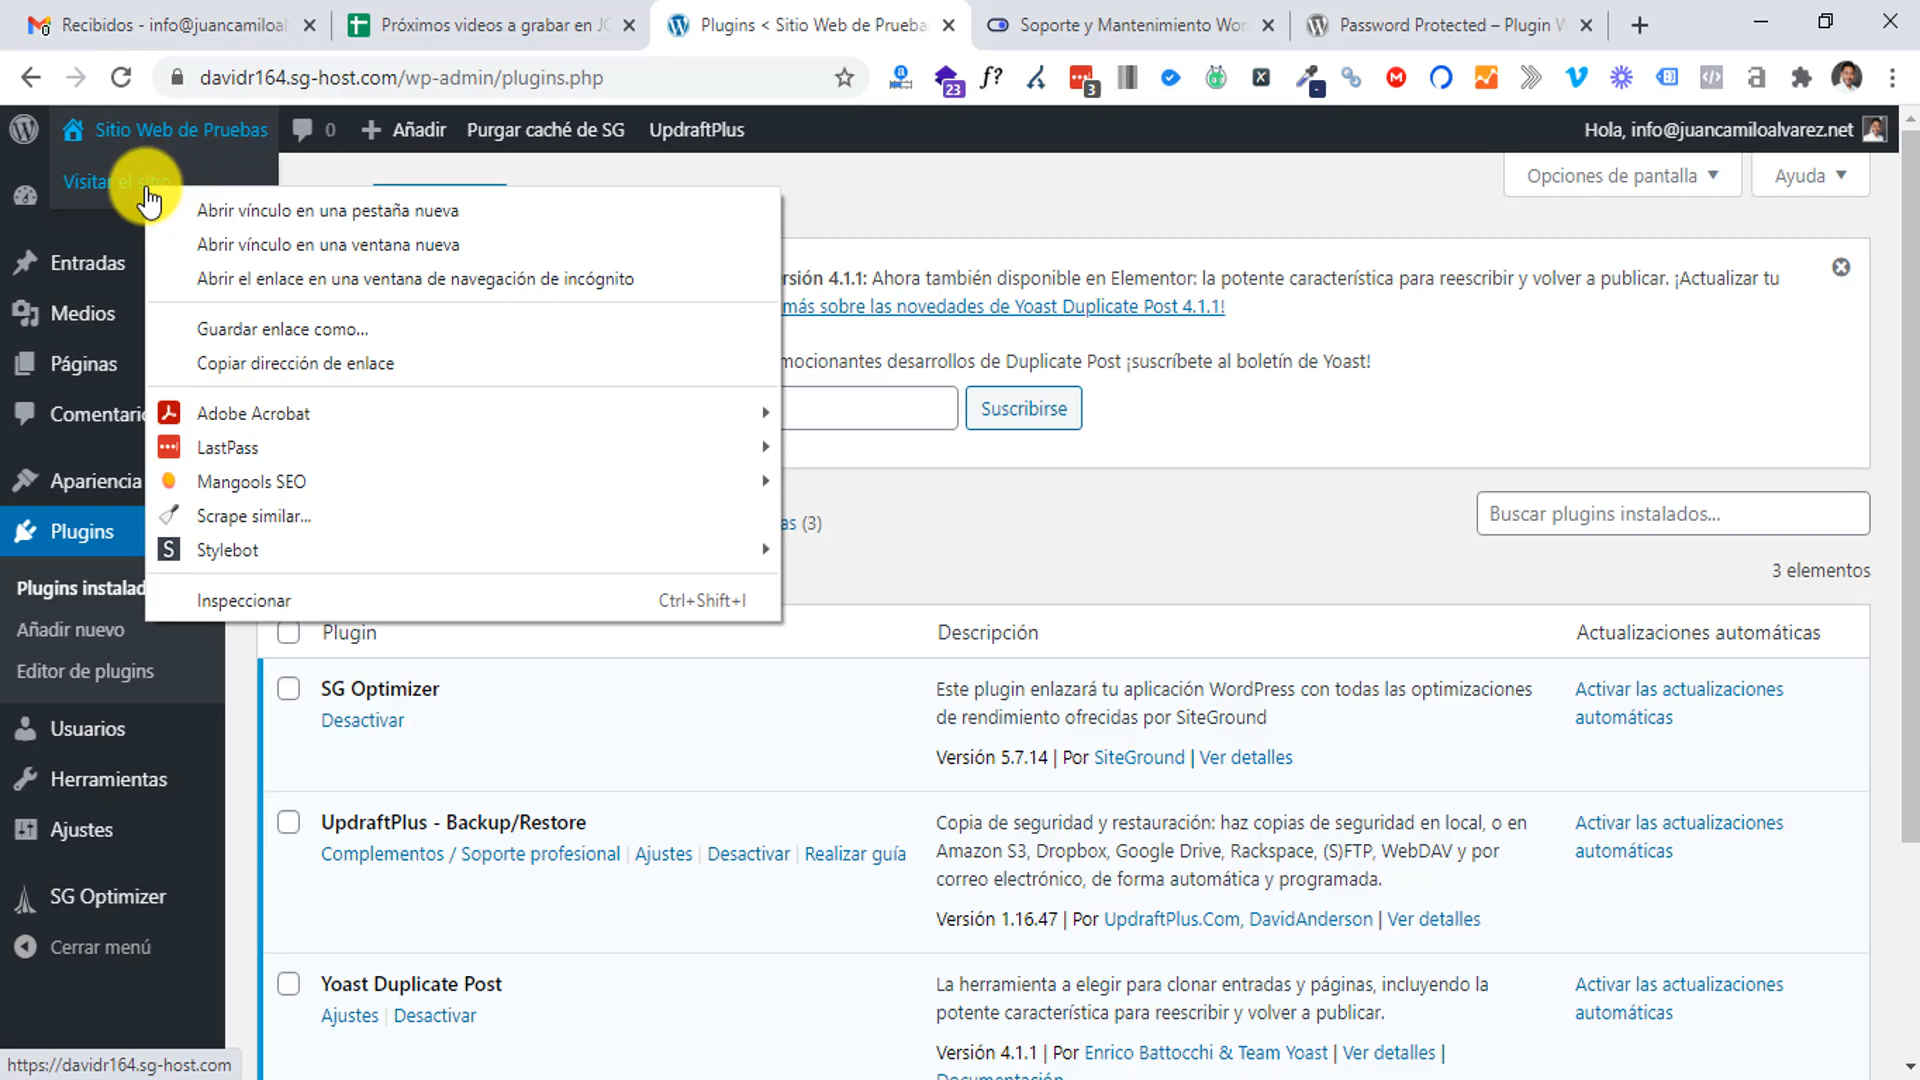 Recibidos - info@juancamiloal
Próximos videos a grabar en JC
Plugins < Sitio Web de Prueba
Soporte y Mantenimiento Wor
Password Protected – Plugin W
davidr164.sg-host.com/wp-admin/plugins.php
23
f?
3
Sitio Web de Pruebas
0
Añadir
Purgar caché de SG
UpdraftPlus
Hola, info@juancamiloalvarez.net
Visitar el sitio
Opciones de pantalla
Ayuda
Abrir vínculo en una pestaña nueva
Abrir vínculo en una ventana nueva
Abrir el enlace en una ventana de navegación de incógnito
Guardar enlace como...
Copiar dirección de enlace
Adobe Acrobat
LastPass
Mangools SEO
Scrape similar...
Stylebot
Inspeccionar Ctrl+Shift+I
Entradas
Medios
Páginas
Comentario
Apariencia
Plugins
Plugins instalad
Añadir nuevo
Editor de plugins
Usuarios
Herramientas
Ajustes
SG Optimizer
Cerrar menú
https://davidr164.sg-host.com
rsión 4.1.1: Ahora también disponible en Elementor: la potente característica para reescribir y volver a publicar. ¡Actualizar tu
más sobre las novedades de Yoast Duplicate Post 4.1.1!
mocionantes desarrollos de Duplicate Post ¡suscríbete al boletín de Yoast!
Suscribirse
as (3)
Buscar plugins instalados...
3 elementos
Plugin
Descripción
Actualizaciones automáticas
SG Optimizer
Desactivar
Este plugin enlazará tu aplicación WordPress con todas las optimizaciones
de rendimiento ofrecidas por SiteGround
Versión 5.7.14 | Por SiteGround | Ver detalles
Activar las actualizaciones
automáticas
UpdraftPlus - Backup/Restore
Complementos / Soporte profesional | Ajustes | Desactivar | Realizar guía
Copia de seguridad y restauración: haz copias de seguridad en local, o en
Amazon S3, Dropbox, Google Drive, Rackspace, (S)FTP, WebDAV y por
correo electrónico, de forma automática y programada.
Versión 1.16.47 | Por UpdraftPlus.Com, DavidAnderson | Ver detalles
Activar las actualizaciones
automáticas
Yoast Duplicate Post
Ajustes | Desactivar
La herramienta a elegir para clonar entradas y páginas, incluyendo la
potente característica para reescribir y volver a publicar.
Versión 4.1.1 | Por Enrico Battocchi & Team Yoast | Ver detalles |
Documentación
Activar las actualizaciones
automáticas